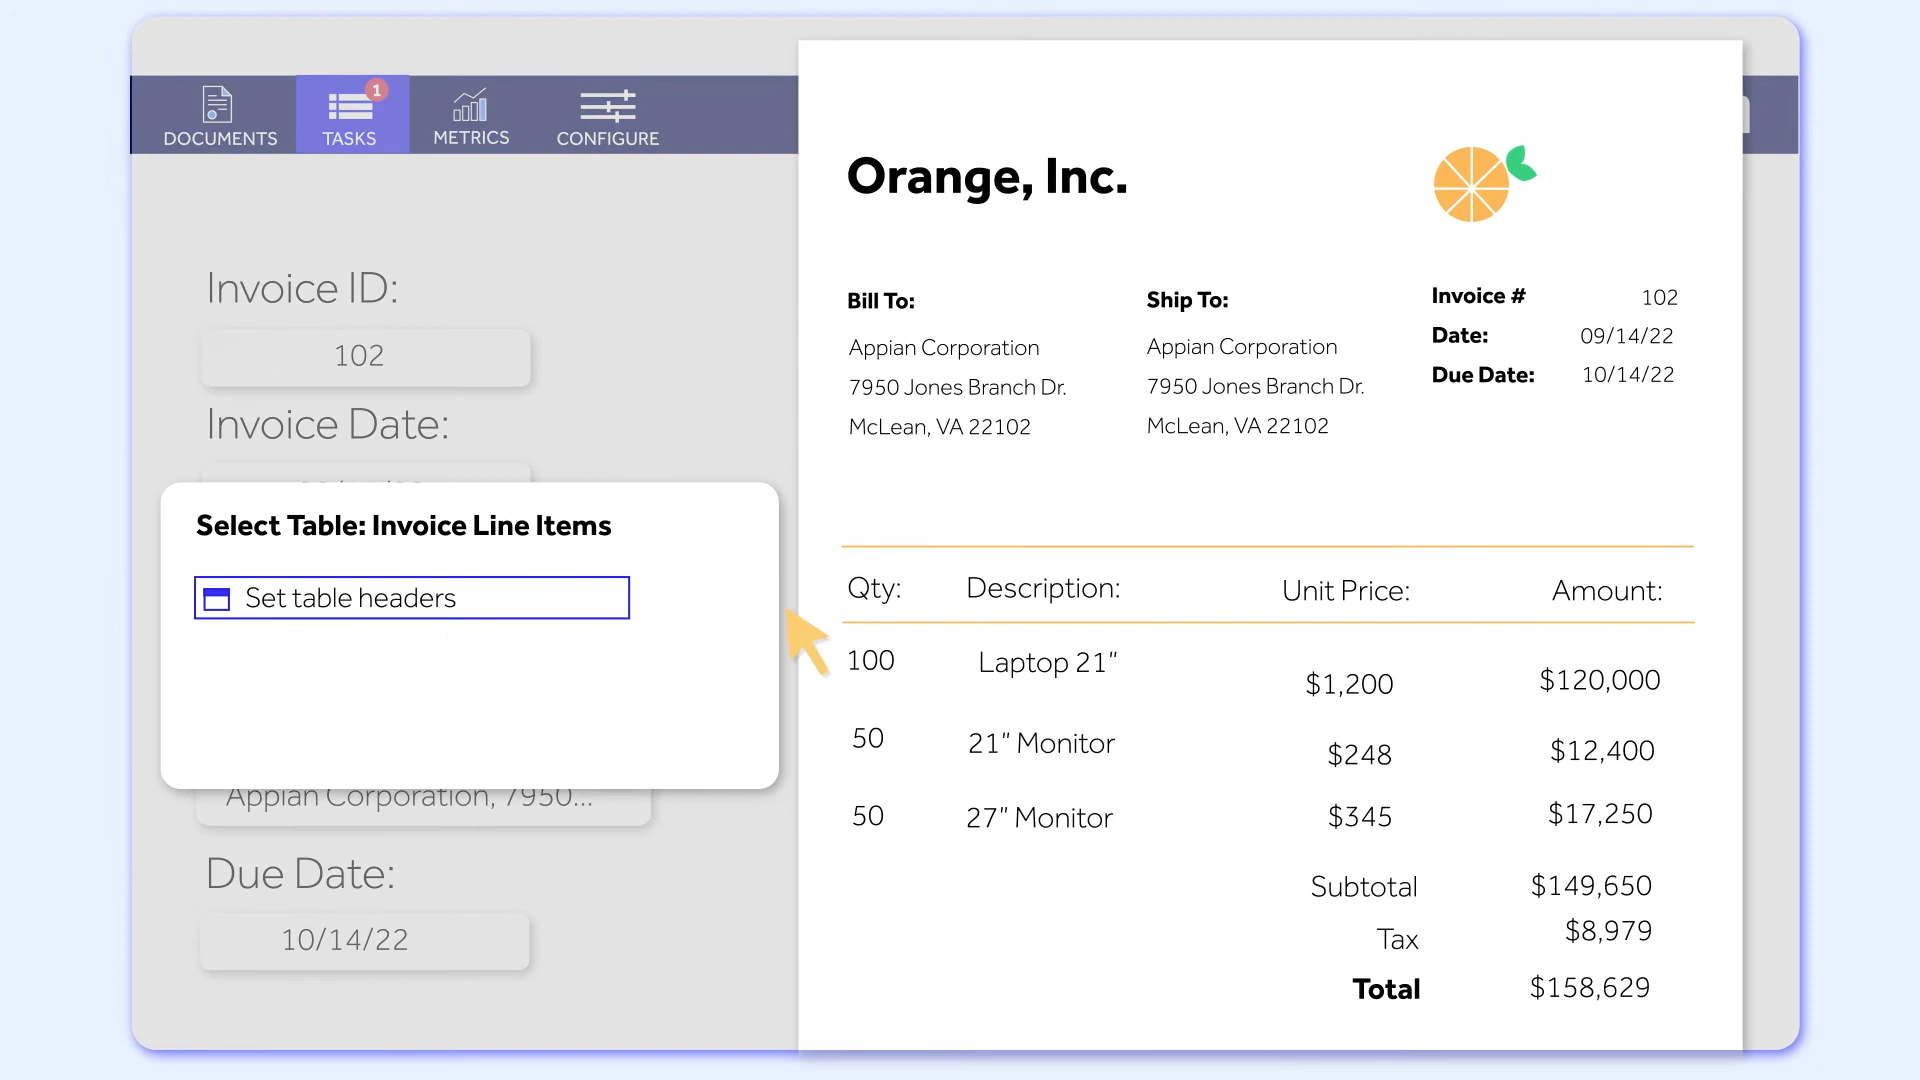 DOCUMENTS
TASKS
1
METRICS
CONFIGURE
Invoice ID:
102
Invoice Date:
Select Table: Invoice Line Items
Set table headers
Appian Corporation, 7950...
Due Date:
10/14/22
Orange, Inc.
Bill To:
Appian Corporation
7950 Jones Branch Dr.
McLean, VA 22102
Ship To:
Appian Corporation
7950 Jones Branch Dr.
McLean, VA 22102
Invoice # 102
Date: 09/14/22
Due Date: 10/14/22
Qty: Description: Unit Price: Amount:
100 Laptop 21" $1,200 $120,000
50 21" Monitor $248 $12,400
50 27" Monitor $345 $17,250
Subtotal $149,650
Tax $8,979
Total $158,629